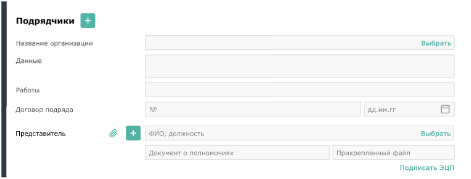 Подрядчики +
Название организации Выбрать
Данные
Работы
Договор подряда № дд.мм.гг
Представитель + ФИО, должность Выбрать
Документ о полномочиях Прикрепленный файл
Подписать ЭЦП